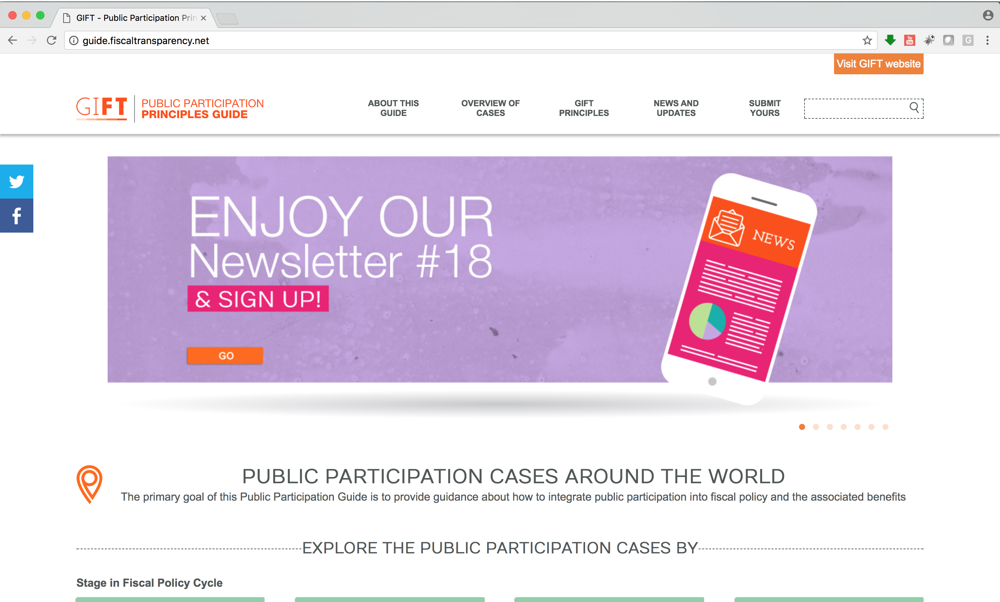 GIFT - Public Participation Prin
guide.fiscaltransparency.net
You
Tube
G
Visit GIFT website
GIFT
PUBLIC PARTICIPATION
PRINCIPLES GUIDE
ABOUT THIS
GUIDE
OVERVIEW OF
CASES
GIFT
PRINCIPLES
NEWS AND
UPDATES
SUBMIT
YOURS
ENJOY OUR
Newsletter #18
& SIGN UP!
GO
NEWS
PUBLIC PARTICIPATION CASES AROUND THE WORLD
The primary goal of this Public Participation Guide is to provide guidance about how to integrate public participation into fiscal policy and the associated benefits
EXPLORE THE PUBLIC PARTICIPATION CASES BY
Stage in Fiscal Policy Cycle